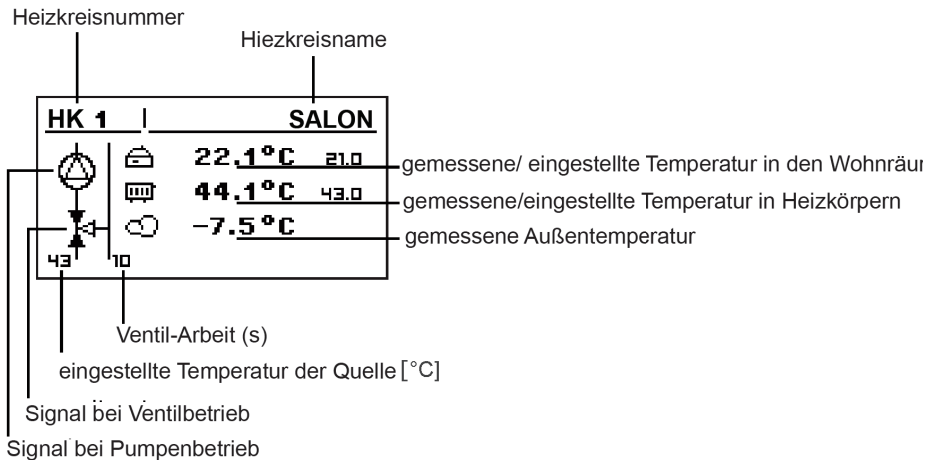 Heizkreisnummer
Hiezkreisname
HK 1 SALON
22.1°C 21.0
gemessene/ eingestellte Temperatur in den Wohnräu
44.1°C 43.0
gemessene/eingestellte Temperatur in Heizkörpern
-7.5°C
gemessene Außentemperatur
43 10
Ventil-Arbeit (s)
eingestellte Temperatur der Quelle [°C]
Signal bei Ventilbetrieb
Signal bei Pumpenbetrieb